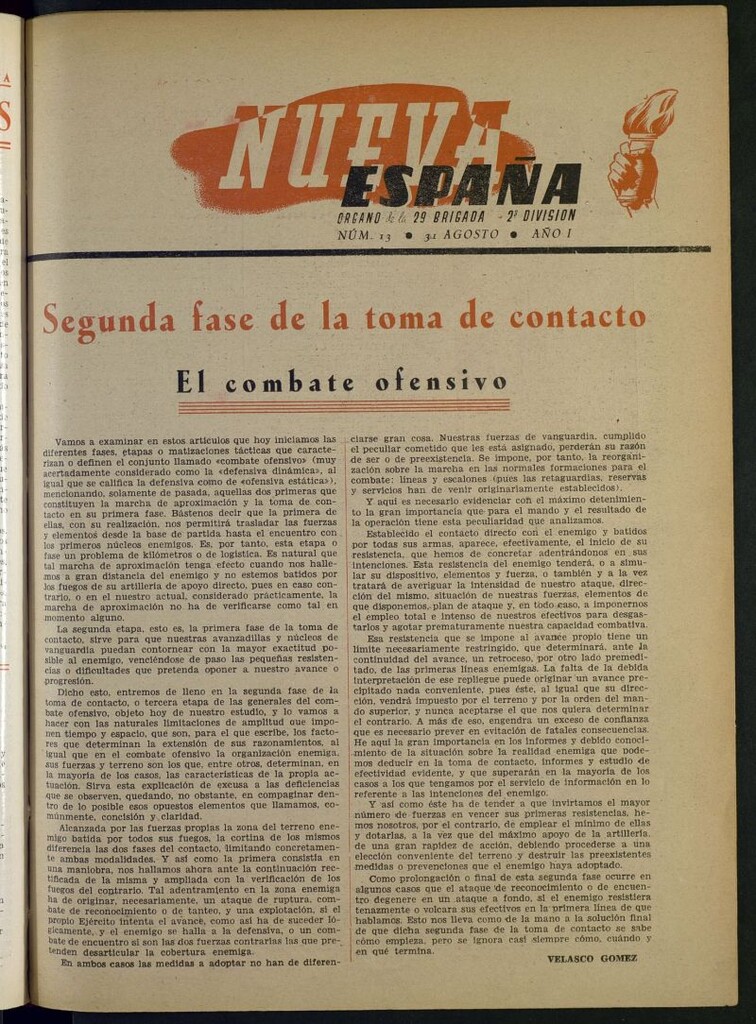 NUEVA
ESPAÑA
ORGANO de la 29 BRIGADA - 2ª DIVISION
NÚM. 13 • 31 AGOSTO • AÑO I
Segunda fase de la toma de contacto
El combate ofensivo
Vamos a examinar en estos artículos que hoy iniciamos las
diferentes fases, etapas o matizaciones tácticas que caracte-
rizan o definen el conjunto llamado «combate ofensivo» (muy
acertadamente considerado como la «defensiva dinámica», al
igual que se califica la defensiva como de «ofensiva estática»),
mencionando, solamente de pasada, aquellas dos primeras que
constituyen la marcha de aproximación y la toma de con-
tacto en su primera fase. Básteños decir que la primera de
ellas, con su realización, nos permitirá trasladar las fuerzas
y elementos desde la base de partida hasta el encuentro con
los primeros núcleos enemigos. Es, por tanto, esta etapa o
fase un problema de kilómetros o de logística. Es natural que
tal marcha de aproximación tenga efecto cuando nos halle-
mos a gran distancia del enemigo y no estemos batidos por
los fuegos de su artillería de apoyo directo, pues en caso con-
trario, o en el nuestro actual, considerado prácticamente, la
marcha de aproximación no ha de verificarse como tal en
momento alguno.
La segunda etapa, esto es, la primera fase de la toma de
contacto, sirve para que nuestras avanzadillas y núcleos de
vanguardia puedan contornear con la mayor exactitud po-
sible al enemigo, venciéndose de paso las pequeñas resisten-
cias o dificultades que pretenda oponer a nuestro avance o
progresión.
Dicho esto, entremos de lleno en la segunda fase de la
toma de contacto, o tercera etapa de las generales del com-
bate ofensivo, objeto hoy de nuestro estudio, y lo vamos a
hacer con las naturales limitaciones de amplitud que impo-
nen tiempo y espacio, que son, para el que escribe, los facto-
res que determinan la extensión de sus razonamientos, al
igual que en el combate ofensivo la organización enemiga,
sus fuerzas y terreno son los que, entre otros, determinan, en
la mayoría de los casos, las características de la propia ac-
tuación. Sirva esta explicación de excusa a las deficiencias
que se observen, quedando, no obstante, en compaginar den-
tro de lo posible esos opuestos elementos que llamamos, co-
múnmente, concisión y claridad.
Alcanzada por las fuerzas propias la zona del terreno ene-
migo batida por todos sus fuegos, la cortina de los mismos
diferencia las dos fases del contacto, limitando concretamen-
te ambas modalidades. Y así como la primera consistía en
una maniobra, nos hallamos ahora ante la continuación rec-
tificada de la misma y ampliada con la verificación de los
fuegos del contrario. Tal adentramiento en la zona enemiga
ha de originar, necesariamente, un ataque de ruptura, com-
bate de reconocimiento o de tanteo, y una explotación, si el
propio Ejército intenta el avance, como así ha de suceder ló-
gicamente, y el enemigo se halla a la defensiva, o un com-
bate de encuentro si son las dos fuerzas contrarias las que pre-
tenden desarticular la cobertura enemiga.
En ambos casos las medidas a adoptar no han de diferen-
ciarse gran cosa. Nuestras fuerzas de vanguardia, cumplido
el peculiar cometido que les está asignado, perderán su razón
de ser o de preexistencia. Se impone, por tanto, la reorgani-
zación sobre la marcha en las normales formaciones para el
combate: líneas y escalones (pues las retaguardias, reservas
y servicios han de venir originariamente establecidos).
Y aquí es necesario evidenciar con el máximo detenimien-
to la gran importancia que para el mando y el resultado de
la operación tiene esta peculiaridad que analizamos.
Establecido el contacto directo con el enemigo y batidos
por todas sus armas, aparece, efectivamente, el inicio de su
resistencia, que hemos de concretar adentrándonos en sus
intenciones. Esta resistencia del enemigo tenderá, o a simu-
lar su dispositivo, elementos y fuerza, o también y a la vez
tratará de averiguar la intensidad de nuestro ataque, direc-
ción del mismo, situación de nuestras fuerzas, elementos de
que disponemos, plan de ataque y, en todo caso, a imponernos
el empleo total e intenso de nuestros efectivos para desgas-
tarlos y agotar prematuramente nuestra capacidad combativa.
Esa resistencia que se impone al avance propio tiene un
límite necesariamente restringido, que determinará, ante la
continuidad del avance, un retroceso, por otro lado premedi-
tado, de las primeras líneas enemigas. La falta de la debida
interpretación de ese repliegue puede originar un avance pre-
cipitado nada conveniente, pues éste, al igual que su direc-
ción, vendrá impuesto por el terreno y por la orden del man-
do superior, y nunca aceptarse el que nos quiera determinar
el contrario. A más de eso, engendra un exceso de confianza
que es necesario prever en evitación de fatales consecuencias.
He aquí la gran importancia en los informes y debido conoci-
miento de la situación sobre la realidad enemiga que pode-
mos deducir en la toma de contacto, informes y estudio de
efectividad evidente, y que superarán en la mayoría de los
casos a los que tengamos por el servicio de información en lo
referente a las intenciones del enemigo.
Y así como éste ha de tender a que invirtamos el mayor
número de fuerzas en vencer sus primeras resistencias, he-
mos nosotros, por el contrario, de emplear el mínimo de ellas
y dotarlas, a la vez que del máximo apoyo de la artillería,
de una gran rapidez de acción, debiendo procederse a una
elección conveniente del terreno y destruir las preexistentes
medidas o prevenciones que el enemigo haya adoptado.
Como prolongación o final de esta segunda fase ocurre en
algunos casos que el ataque de reconocimiento o de encuen-
tro degenere en un ataque a fondo, si el enemigo resistiera
tenazmente o volcara sus efectivos en la primera línea de que
hablamos. Esto nos lleva como de la mano a la solución final
de que dicha segunda fase de la toma de contacto se sabe
cómo empieza, pero se ignora casi siempre cómo, cuándo y
en qué termina.
VELASCO GOMEZ